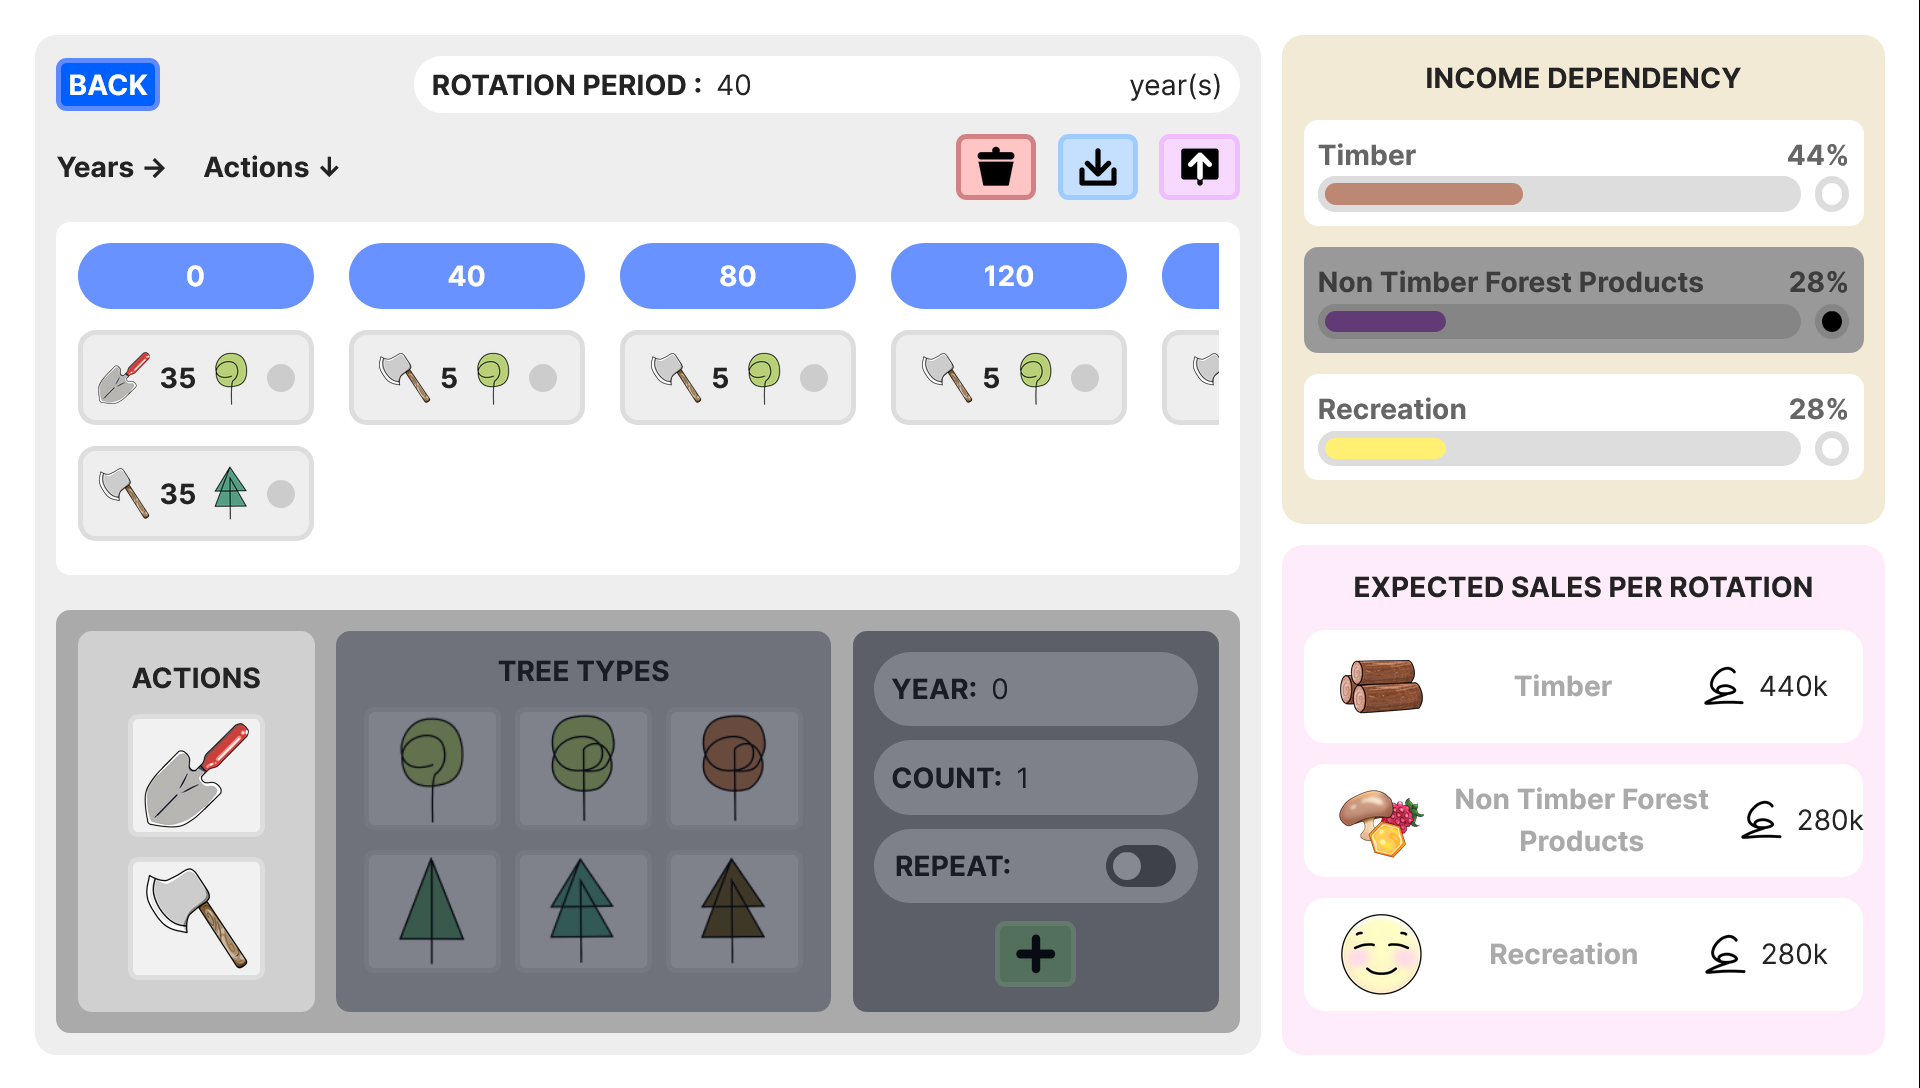 BACK
ROTATION PERIOD : 40 year(s)
Years → Actions ↓
0 40 80 120
35 5 5 5
35
ACTIONS
TREE TYPES
YEAR: 0
COUNT: 1
REPEAT:
INCOME DEPENDENCY
Timber 44%
Non Timber Forest Products 28%
Recreation 28%
EXPECTED SALES PER ROTATION
Timber 440k
Non Timber Forest
Products 280k
Recreation 280k